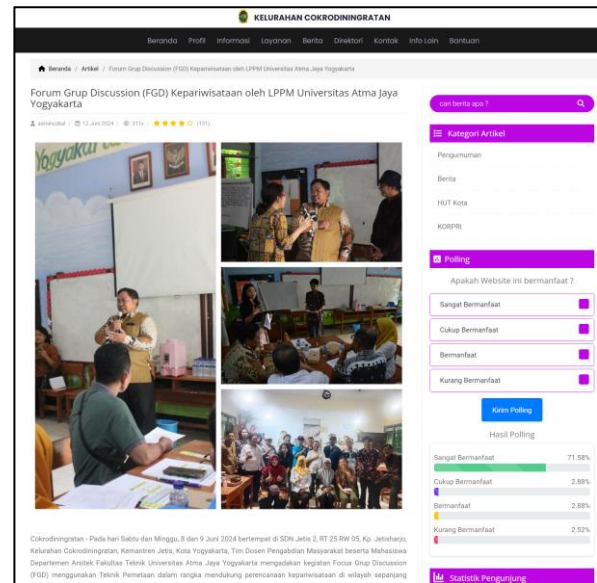 KELURAHAN COKRODININGRATAN
Beranda Profil Informasi Layanan Berita Direktori Kontak Info Lain Bantuan
Beranda / Artikel / Forum Grup Discussion (FGD) Kepariwisataan oleh LPPM Universitas Atma Jaya Yogyakarta
Forum Grup Discussion (FGD) Kepariwisataan oleh LPPM Universitas Atma Jaya
Yogyakarta
12 Juni 2024
(151)
Yogyakar
Cokrodiningratan - Pada hari Sabtu dan Minggu, 8 dan 9 Juni 2024 bertempat di SDN Jetis 2, RT 25 RW 05, Kp. Jetisharjo,
Kelurahan Cokrodiningratan, Kemantren Jetis, Kota Yogyakarta, Tim Dosen Pengabdian Masyarakat beserta Mahasiswa
Departemen Arsitek Fakultas Teknik Universitas Atma Jaya Yogyakarta mengadakan kegiatan Focus Grup Discussion
(FGD) menggunakan Teknik Pemetaan dalam rangka mendukung perencanaan kepariwisataan di wilayah sepanjang
cari berita apa ?
Kategori Artikel
Pengumuman
Berita
HUT Kota
KORPRI
Polling
Apakah Website ini bermanfaat ?
Sangat Bermanfaat
Cukup Bermanfaat
Bermanfaat
Kurang Bermanfaat
Kirim Polling
Hasil Polling
Sangat Bermanfaat 71.58%
Cukup Bermanfaat 2.88%
Bermanfaat 2.88%
Kurang Bermanfaat 2.52%
Statistik Pengunjung